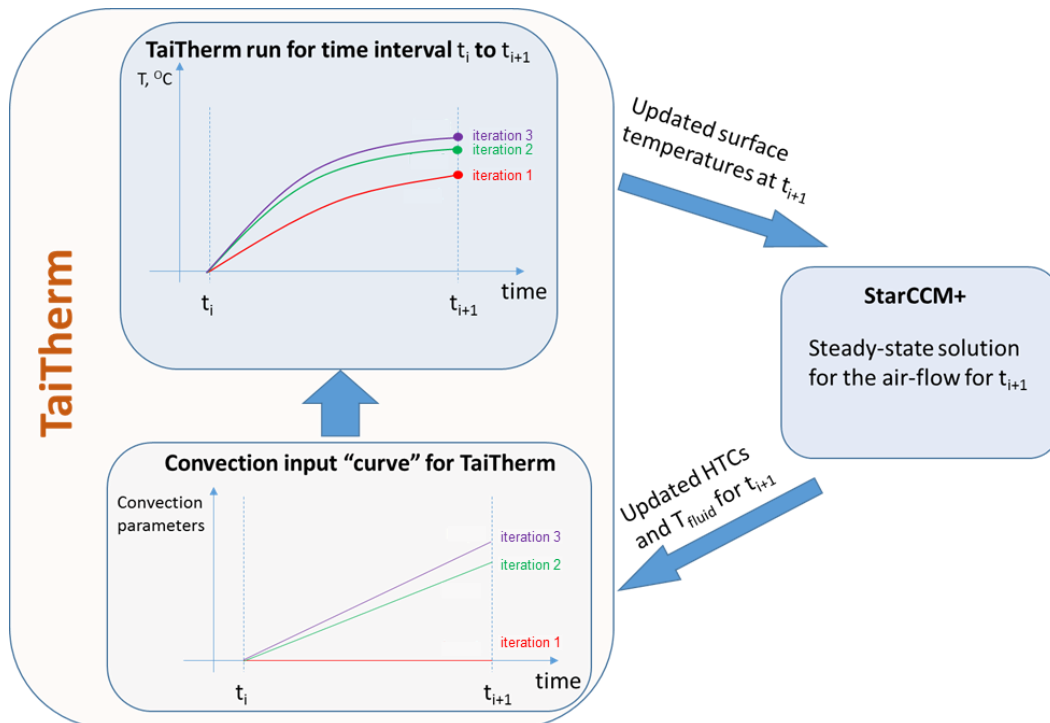 TaiTherm
TaiTherm run for time interval tᵢ to tᵢ₊₁
T, ᴼC
iteration 3
iteration 2
iteration 1
tᵢ
tᵢ₊₁
time
Convection input “curve” for TaiTherm
Convection
parameters
iteration 3
iteration 2
iteration 1
tᵢ
tᵢ₊₁
time
Updated surface
temperatures at tᵢ₊₁
StarCCM+
Steady-state solution
for the air-flow for tᵢ₊₁
Updated HTCs
and T_fluid for tᵢ₊₁